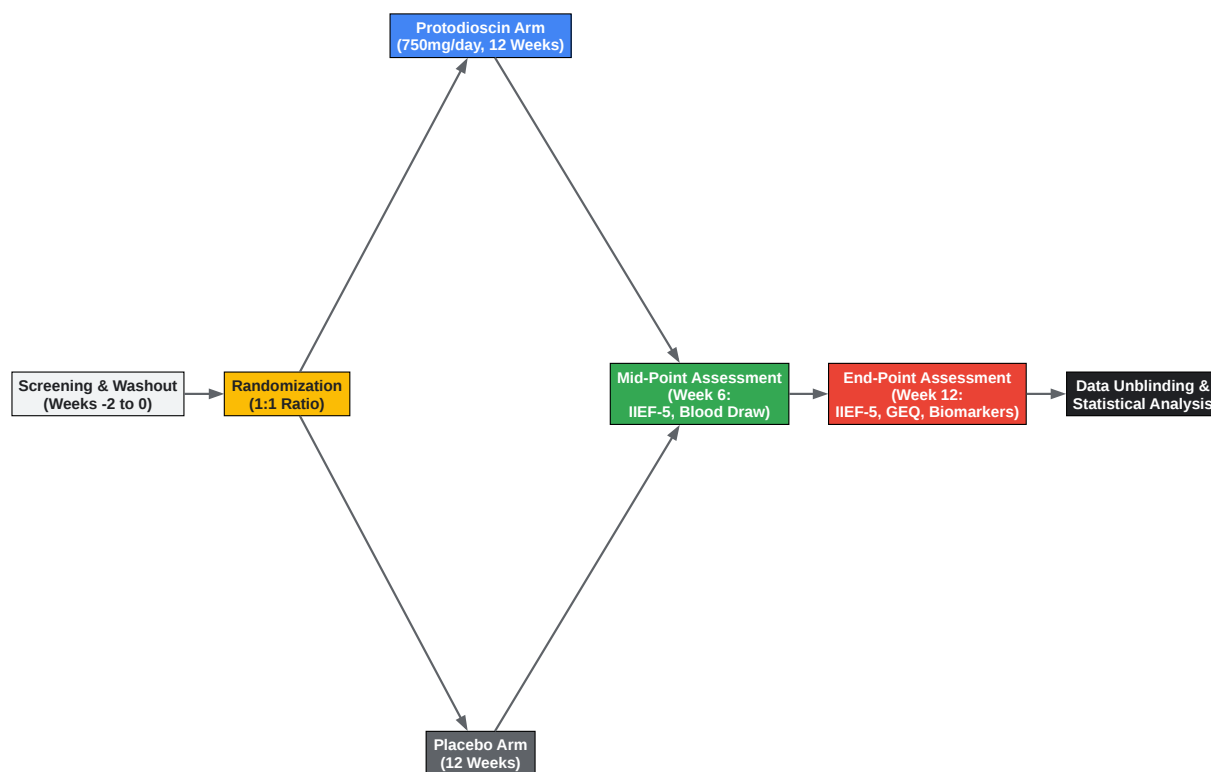 Protodioscin Arm
(750mg/day, 12 Weeks)
Screening & Washout
(Weeks -2 to 0)
Randomization
(1:1 Ratio)
Mid-Point Assessment
(Week 6:
IIEF-5, Blood Draw)
End-Point Assessment
(Week 12:
IIEF-5, GEQ, Biomarkers)
Data Unblinding &
Statistical Analysis
Placebo Arm
(12 Weeks)